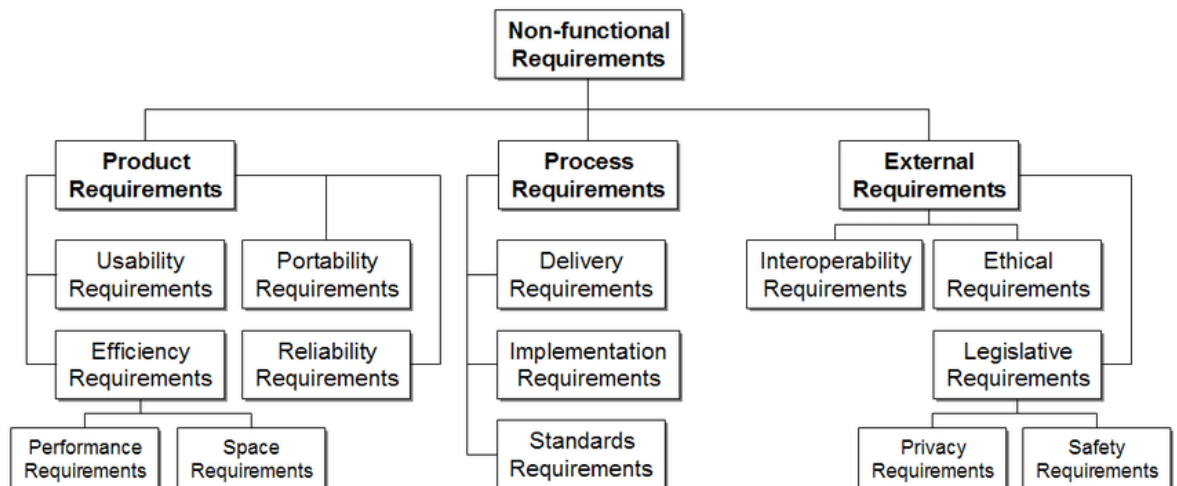 Non-functional
Requirements
Product
Requirements
Process
Requirements
External
Requirements
Usability
Requirements
Portability
Requirements
Delivery
Requirements
Interoperability
Requirements
Ethical
Requirements
Efficiency
Requirements
Reliability
Requirements
Implementation
Requirements
Legislative
Requirements
Performance
Requirements
Space
Requirements
Standards
Requirements
Privacy
Requirements
Safety
Requirements